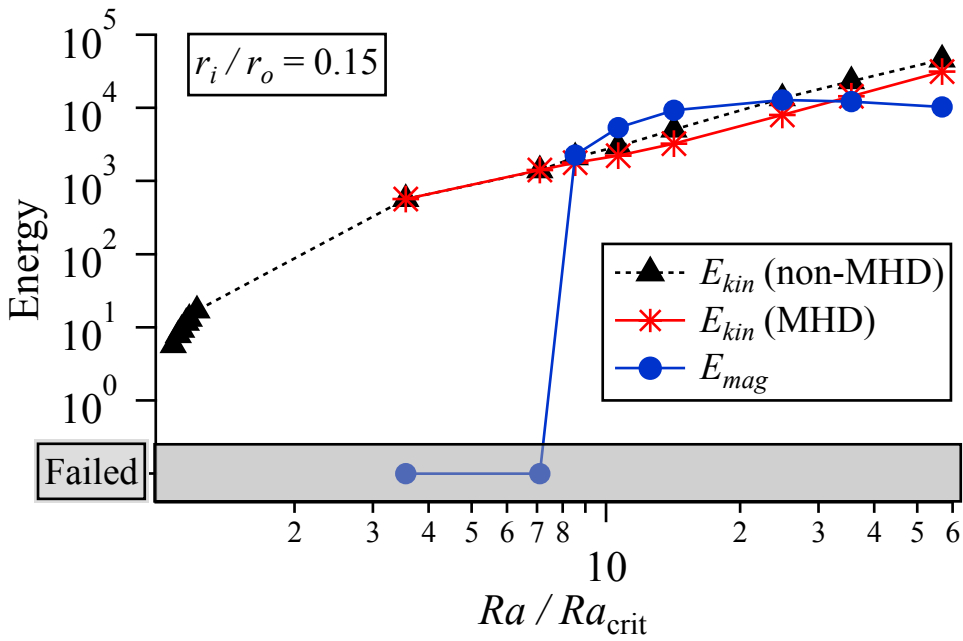 10^5
r_i / r_o = 0.15
10^4
10^3
10^2
10^1
10^0
Energy
E_kin (non-MHD)
E_kin (MHD)
E_mag
Failed
2 3 4 5 6 7 8 2 3 4 5 6
10
Ra / Ra_crit